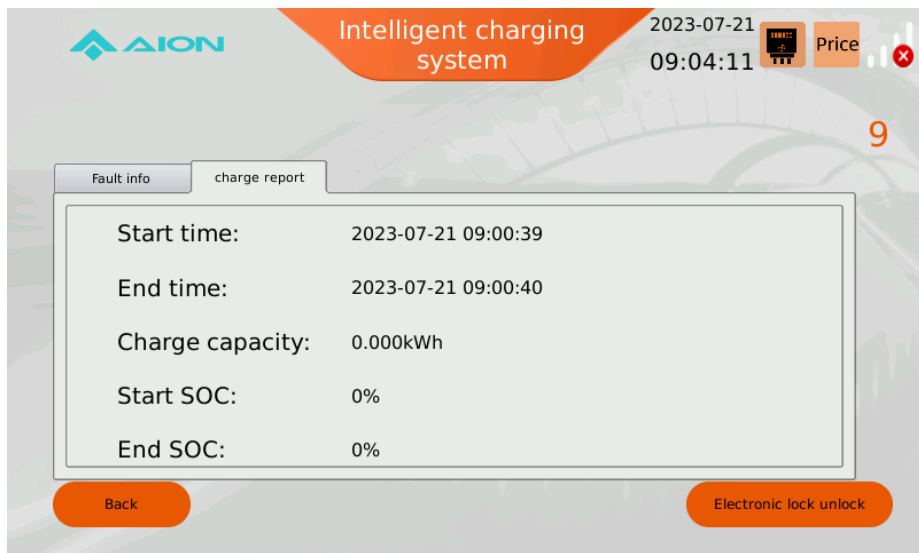 AION
Intelligent charging
system
2023-07-21
09:04:11
Price
9
Fault info
charge report
Start time:
2023-07-21 09:00:39
End time:
2023-07-21 09:00:40
Charge capacity:
0.000kWh
Start SOC:
0%
End SOC:
0%
Back
Electronic lock unlock